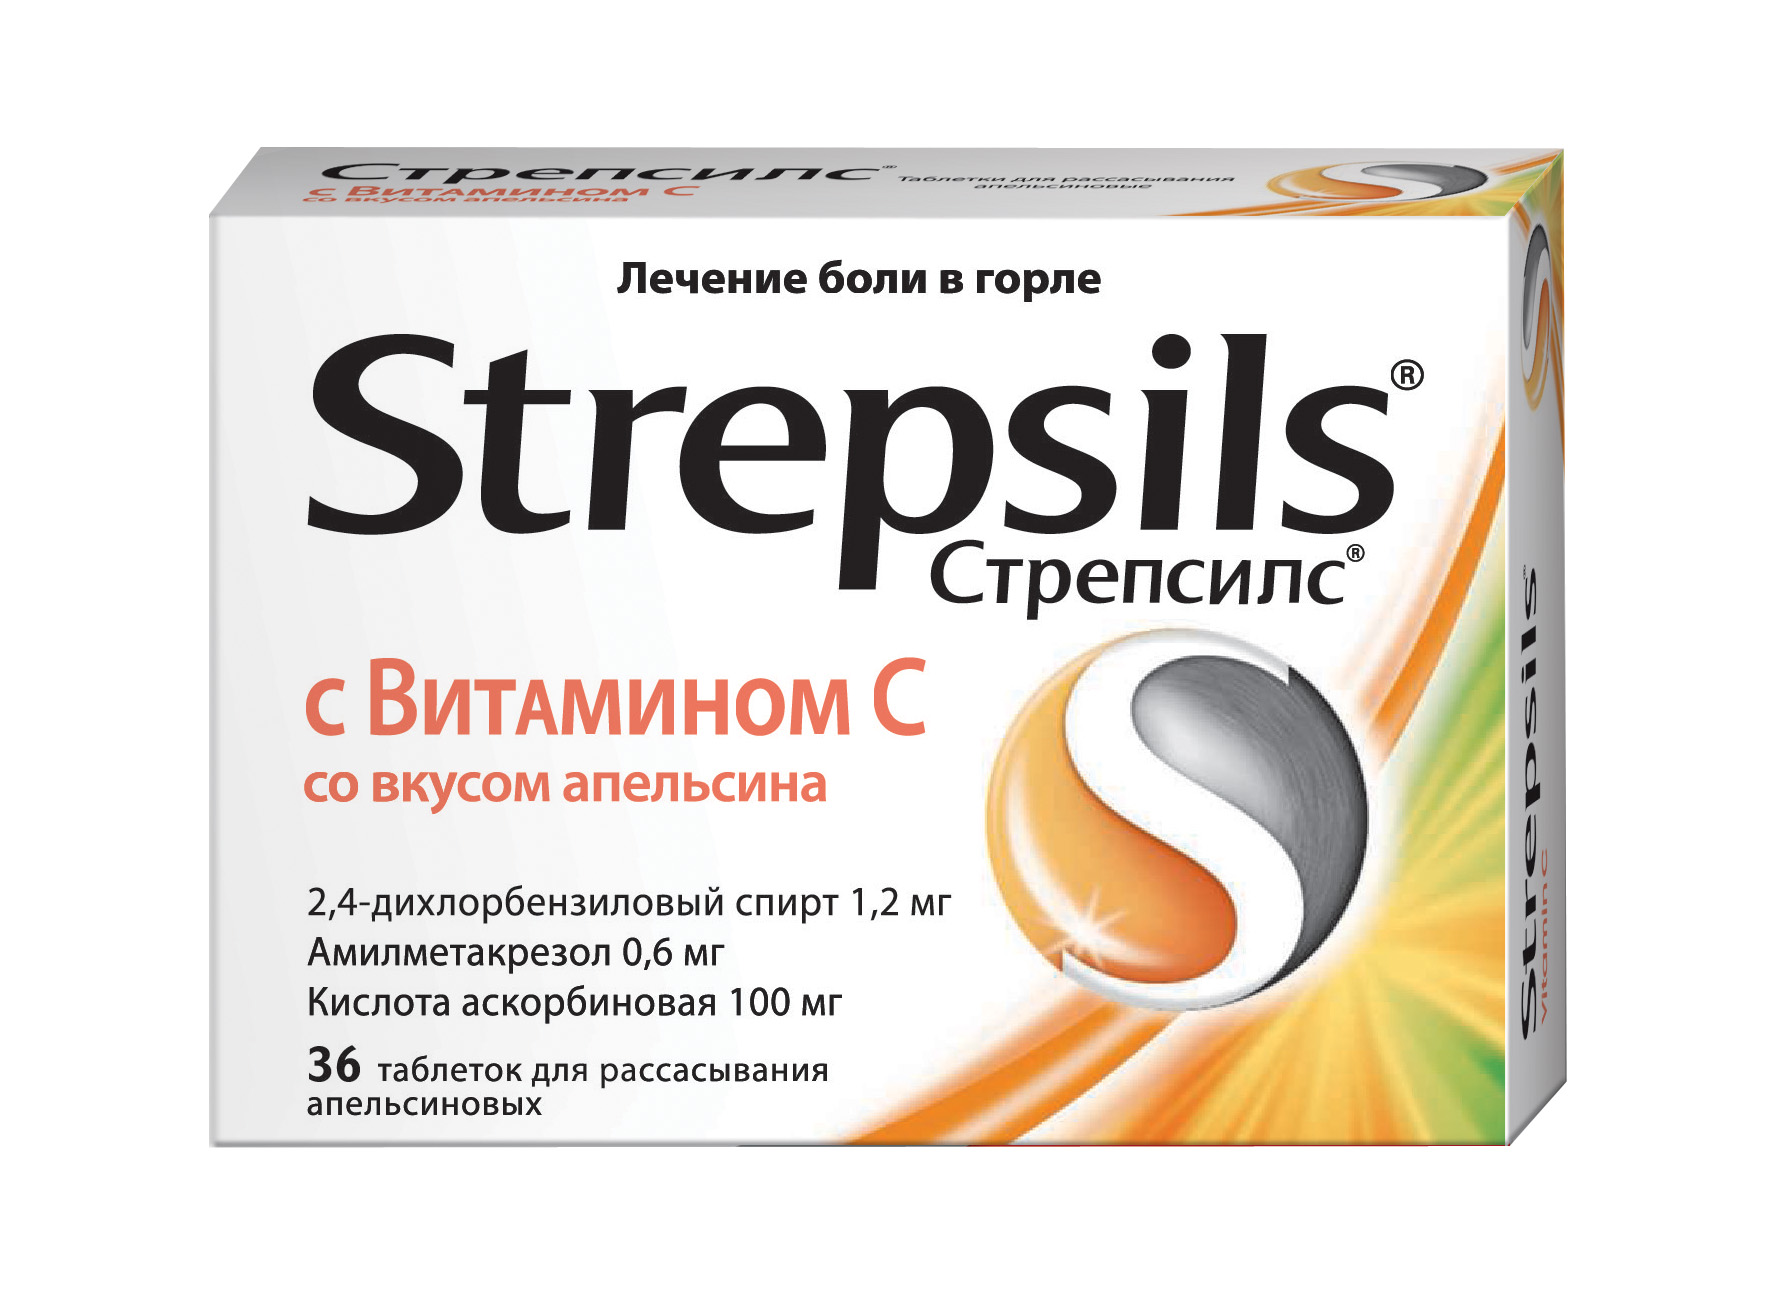 Стрепсилс®
с Витамином С
со вкусом апельсина
Таблетки для рассасывания
апельсиновые
Лечение боли в горле
Strepsils®
Стрепсилс®
с Витамином С
со вкусом апельсина
2,4-дихлорбензиловый спирт 1,2 мг
Амилметакрезол 0,6 мг
Кислота аскорбиновая 100 мг
36 таблеток для рассасывания
апельсиновых
Strepsils®
vitamin C